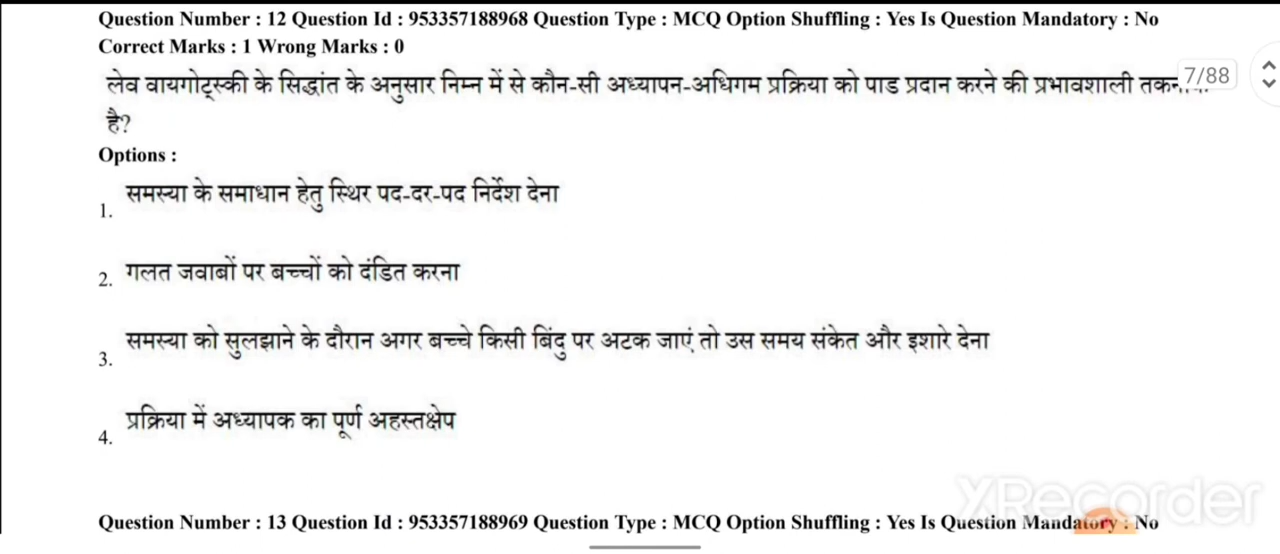 Question Number : 12 Question Id : 953357188968 Question Type : MCQ Option Shuffling : Yes Is Question Mandatory : No
Correct Marks : 1 Wrong Marks : 0
लेव वायगोट्स्की के सिद्धांत के अनुसार निम्न में से कौन-सी अध्यापन-अधिगम प्रक्रिया को पाड प्रदान करने की प्रभावशाली
7/88
है?
Options :
1. समस्या के समाधान हेतु स्थिर पद-दर-पद निर्देश देना
2. गलत जवाबों पर बच्चों को दंडित करना
3. समस्या को सुलझाने के दौरान अगर बच्चे किसी बिंदु पर अटक जाएं तो उस समय संकेत और इशारे देना
4. प्रक्रिया में अध्यापक का पूर्ण अहस्तक्षेप
XRecorder
Question Number : 13 Question Id : 953357188969 Question Type : MCQ Option Shuffling : Yes Is Question Mandatory : No